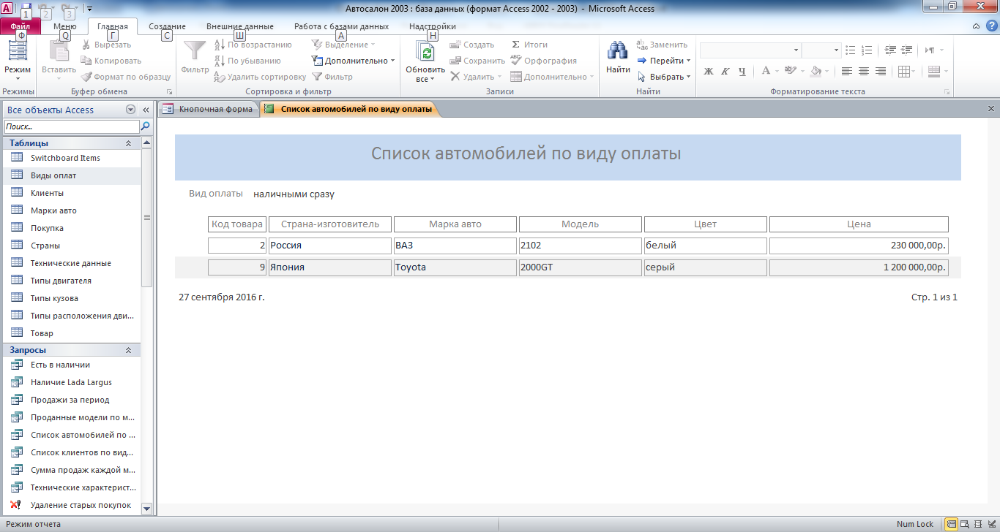 Автосалон 2003 : база данных (формат Access 2002 - 2003) - Microsoft Access
1 2 3
Файл Меню Главная Создание Внешние данные Работа с базами данных Надстройки
Ф Q Г С Ш А Н
Режим
Режимы
Вставить
Вырезать
Копировать
Формат по образцу
Буфер обмена
Фильтр
По возрастанию
По убыванию
Удалить сортировку
Выделение
Дополнительно
Фильтр
Сортировка и фильтр
Обновить
все
Создать
Сохранить
Удалить
Итоги
Орфография
Дополнительно
Записи
Найти
Заменить
Перейти
Выбрать
Найти
Ж К Ч
Форматирование текста
Все объекты Access
Поиск...
Таблицы
Switchboard Items
Виды оплат
Клиенты
Марки авто
Покупка
Страны
Технические данные
Типы двигателя
Типы кузова
Типы расположения дви...
Товар
Запросы
Есть в наличии
Наличие Lada Largus
Продажи за период
Проданные модели по м...
Список автомобилей по ...
Список клиентов по вид...
Сумма продаж каждой м...
Технические характерист...
Удаление старых покупок
Кнопочная форма Список автомобилей по виду оплаты
Список автомобилей по виду оплаты
Вид оплаты наличными сразу
Код товара Страна-изготовитель Марка авто Модель Цвет Цена
2 Россия ВАЗ 2102 белый 230 000,00р.
9 Япония Toyota 2000GT серый 1 200 000,00р.
27 сентября 2016 г. Стр. 1 из 1
Режим отчета Num Lock